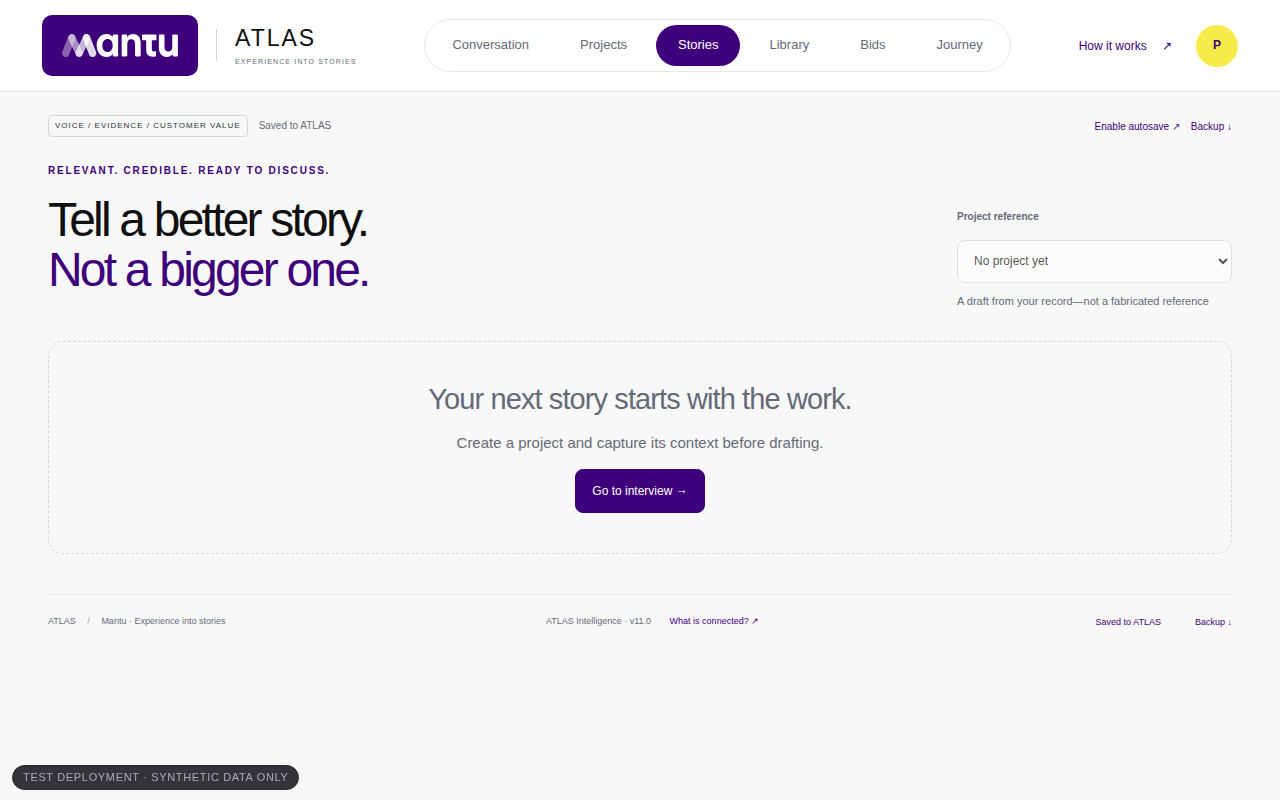 mantu
ATLAS
EXPERIENCE INTO STORIES
Conversation
Projects
Stories
Library
Bids
Journey
How it works ↗
P
VOICE / EVIDENCE / CUSTOMER VALUE
Saved to ATLAS
Enable autosave ↗
Backup ↓
RELEVANT. CREDIBLE. READY TO DISCUSS.
Tell a better story.
Not a bigger one.
Project reference
No project yet
A draft from your record—not a fabricated reference
Your next story starts with the work.
Create a project and capture its context before drafting.
Go to interview →
ATLAS / Mantu · Experience into stories
ATLAS Intelligence · v11.0
What is connected? ↗
Saved to ATLAS
Backup ↓
TEST DEPLOYMENT · SYNTHETIC DATA ONLY